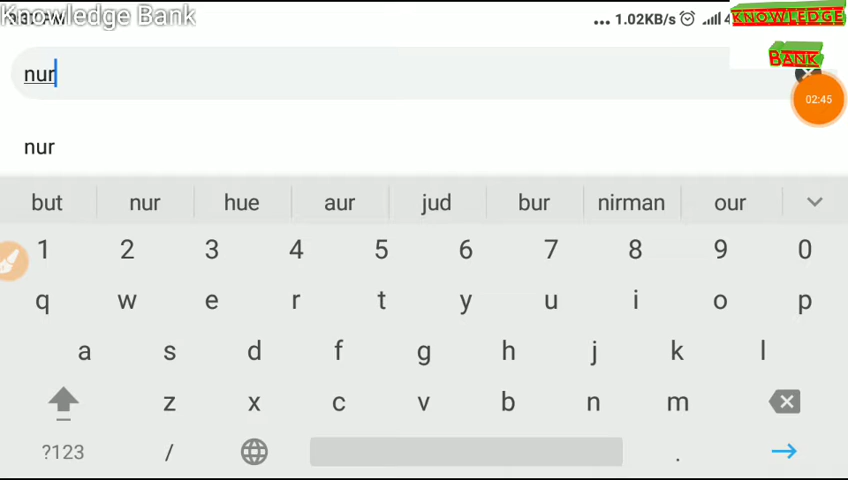 Knowledge Bank
... 1.02KB/s
KNOWLEDGE
BANK
nur
02:45
nur
but nur hue aur jud bur nirman our
1 2 3 4 5 6 7 8 9 0
q w e r t y u i o p
a s d f g h j k l
z x c v b n m
?123 / .